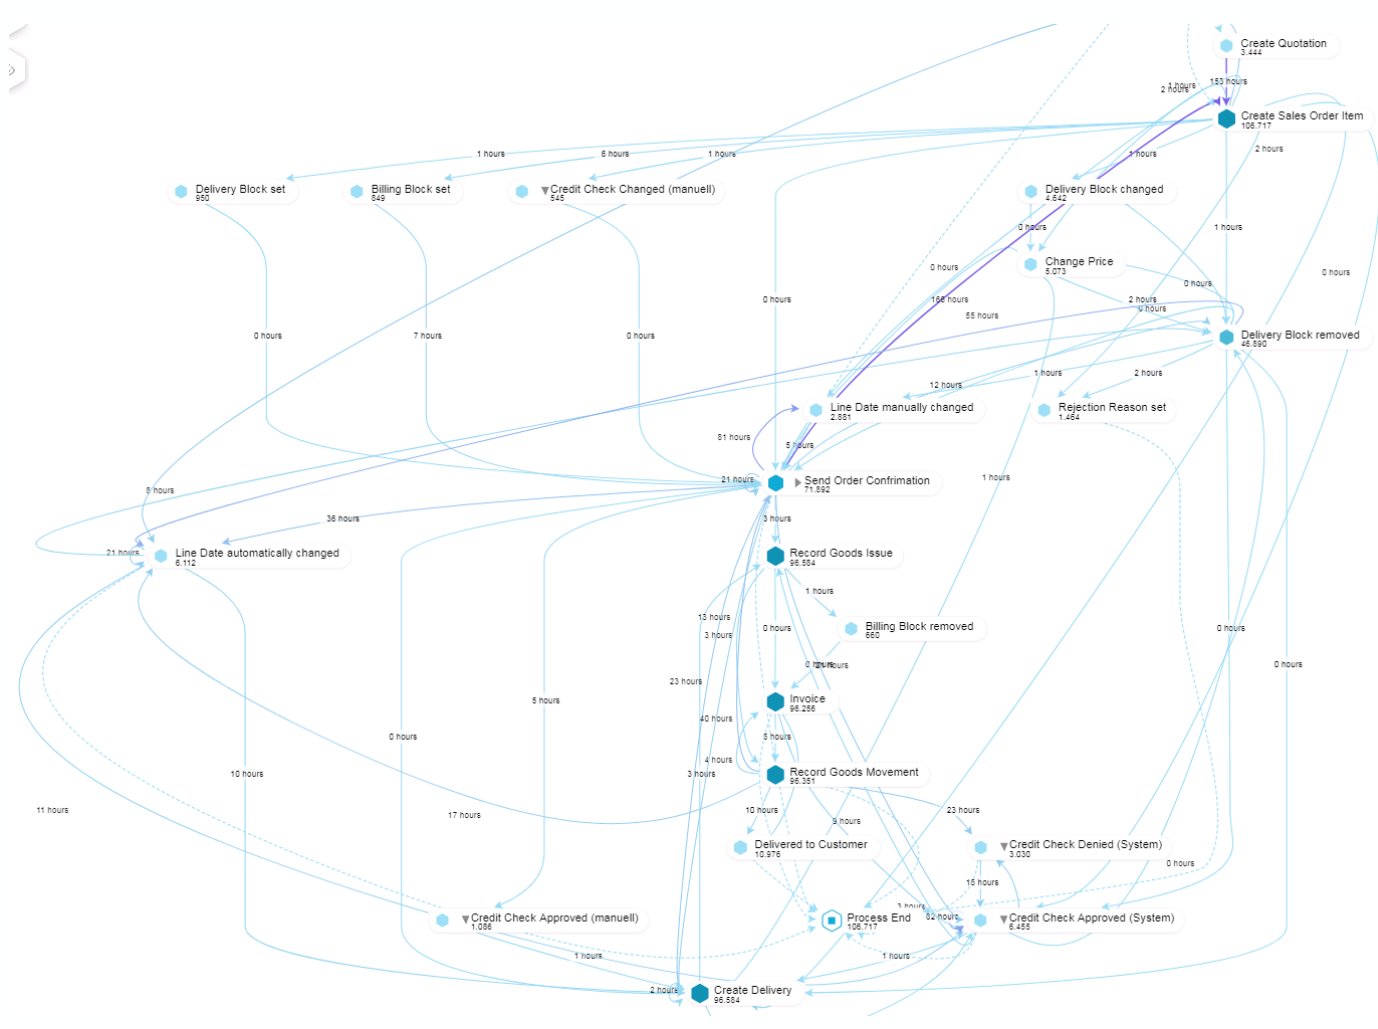 Create Quotation
3.444
153 hours
1 hours
2 hours
Create Sales Order Item
106.717
2 hours
1 hours
6 hours
1 hours
1 hours
Delivery Block set
950
Billing Block set
849
▼Credit Check Changed (manuell)
545
Delivery Block changed
4.642
0 hours
1 hours
Change Price
5.073
0 hours
0 hours
0 hours
0 hours
166 hours
2 hours
0 hours
55 hours
0 hours
7 hours
0 hours
Delivery Block removed
46.890
1 hours
2 hours
12 hours
Line Date manually changed
2.881
Rejection Reason set
1.464
81 hours
5 hours
21 hours
▶ Send Order Confrimation
71.892
1 hours
36 hours
3 hours
21 hours
Line Date automatically changed
6.112
Record Goods Issue
96.584
1 hours
13 hours
3 hours
0 hours
Billing Block removed
660
0 hours
0 hours
0 hours
23 hours
5 hours
Invoice
96.256
40 hours
0 hours
5 hours
4 hours
3 hours
10 hours
Record Goods Movement
96.351
11 hours
17 hours
10 hours
9 hours
23 hours
Delivered to Customer
10.976
▼Credit Check Denied (System)
3.030
0 hours
15 hours
3 hours
▼Credit Check Approved (manuell)
1.086
Process End
106.717
62 hours
▼Credit Check Approved (System)
6.455
1 hours
1 hours
2 hours
Create Delivery
96.584